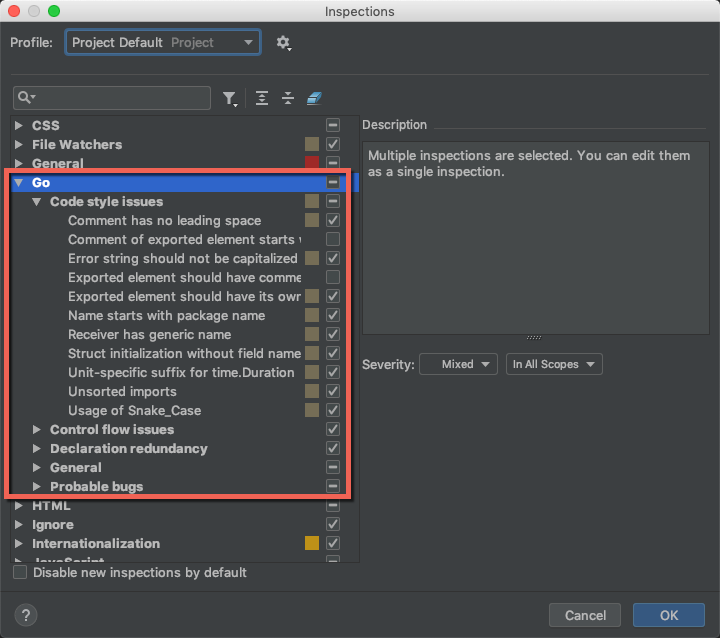 Inspections
Profile: Project Default Project
CSS
File Watchers
General
Go
Code style issues
Comment has no leading space
Comment of exported element starts
Error string should not be capitalized
Exported element should have comme
Exported element should have its own
Name starts with package name
Receiver has generic name
Struct initialization without field name
Unit-specific suffix for time.Duration
Unsorted imports
Usage of Snake_Case
Control flow issues
Declaration redundancy
General
Probable bugs
HTML
Ignore
Internationalization
JavaScript
Disable new inspections by default
Description
Multiple inspections are selected. You can edit them
as a single inspection.
Severity: Mixed In All Scopes
?
Cancel
OK